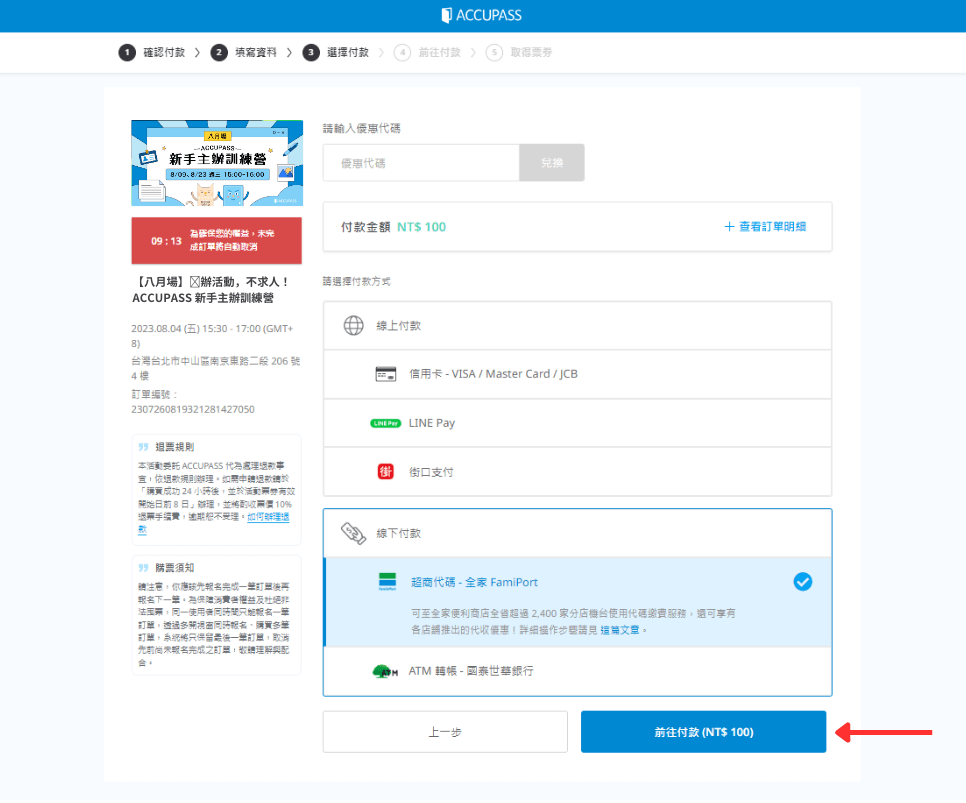 ACCUPASS
1 確認付款 2 填寫資料 3 選擇付款 4 前往付款 5 取得票券
八月場
ACCUPASS
新手主辦訓練營
8/09、8/23 週三 15:00-16:00
ACCUPASS
09 : 13
為確保您的權益，未完
成訂單將自動取消
【八月場】辦活動，不求人！
ACCUPASS 新手主辦訓練營
2023.08.04 (五) 15:30 - 17:00 (GMT+
8)
台灣台北市中山區南京東路二段 206 號
4 樓
訂單編號：
2307260819321281427050
退票規則
本活動委託 ACCUPASS 代為處理退款事
宜，依退款規則辦理。如需申請退款請於
「購買成功 24 小時後，並於活動票券有效
開始日前 8 日」辦理，並將酌收票價 10%
退票手續費，逾期恕不受理。如何辦理退
款
購票須知
請注意，你應該先報名完成一筆訂單後再
報名下一筆。為保障消費者權益及杜絕非
法囤票，同一使用者同時間只能報名一筆
訂單，透過多開視窗同時報名、購買多筆
訂單，系統將只保留最後一筆訂單，取消
先前尚未報名完成之訂單，敬請理解與配
合。
請輸入優惠代碼
優惠代碼
兌換
付款金額 NT$ 100
＋ 查看訂單明細
請選擇付款方式
線上付款
信用卡 - VISA / Master Card / JCB
LINE Pay LINE Pay
街 街口支付
線下付款
超商代碼 - 全家 FamiPort
可至全家便利商店全省超過 2,400 家分店機台使用代碼繳費服務，還可享有
各店鋪推出的代收優惠！詳細操作步驟請見 這篇文章。
ATM ATM 轉帳 - 國泰世華銀行
上一步
前往付款 (NT$ 100)